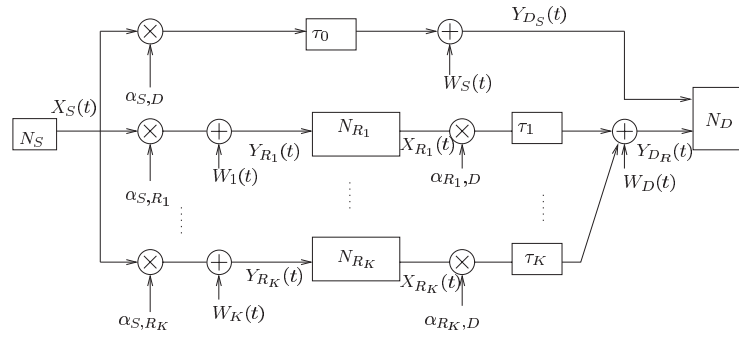 Y_{D_S}(t)
τ_0
W_S(t)
α_{S,D}
X_S(t)
N_S
N_{R_1}
τ_1
N_D
Y_{R_1}(t)
X_{R_1}(t)
Y_{D_R}(t)
W_1(t)
α_{R_1,D}
W_D(t)
α_{S,R_1}
N_{R_K}
τ_K
Y_{R_K}(t)
X_{R_K}(t)
W_K(t)
α_{S,R_K}
α_{R_K,D}